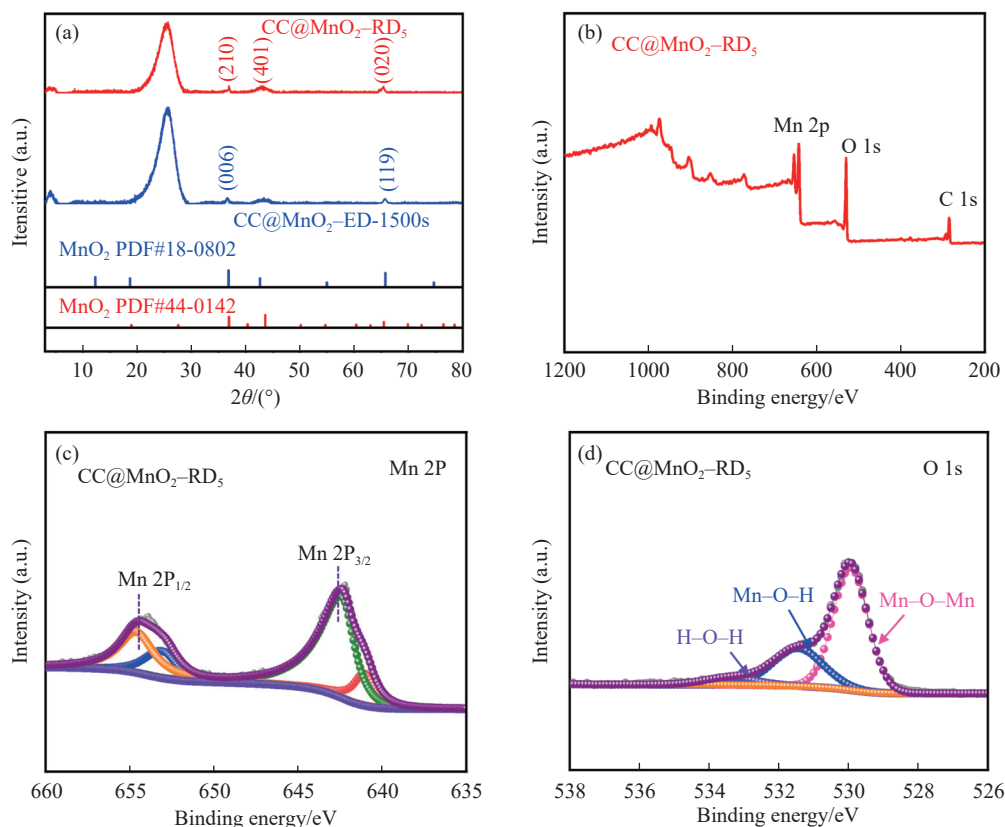 (a)
CC@MnO₂–RD₅
(210)
(401)
(020)
(006)
(119)
CC@MnO₂–ED-1500s
MnO₂ PDF#18-0802
MnO₂ PDF#44-0142
Itensitive (a.u.)
10 20 30 40 50 60 70 80
2θ/(°)
(b)
CC@MnO₂–RD₅
Mn 2p
O 1s
C 1s
Intensity (a.u.)
1200 1000 800 600 400 200
Binding energy/eV
(c)
CC@MnO₂–RD₅
Mn 2P
Mn 2P₁/₂
Mn 2P₃/₂
Intensity (a.u.)
660 655 650 645 640 635
Binding energy/eV
(d)
CC@MnO₂–RD₅
O 1s
Mn–O–H
Mn–O–Mn
H–O–H
Intensity (a.u.)
538 536 534 532 530 528 526
Binding energy/eV